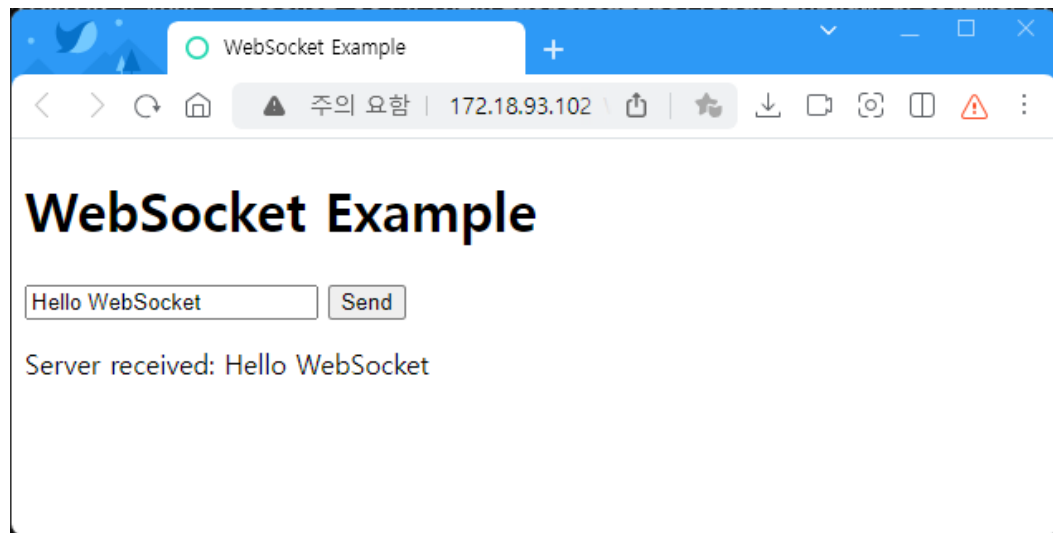 WebSocket Example
주의 요함 172.18.93.102
WebSocket Example
Hello WebSocket Send
Server received: Hello WebSocket